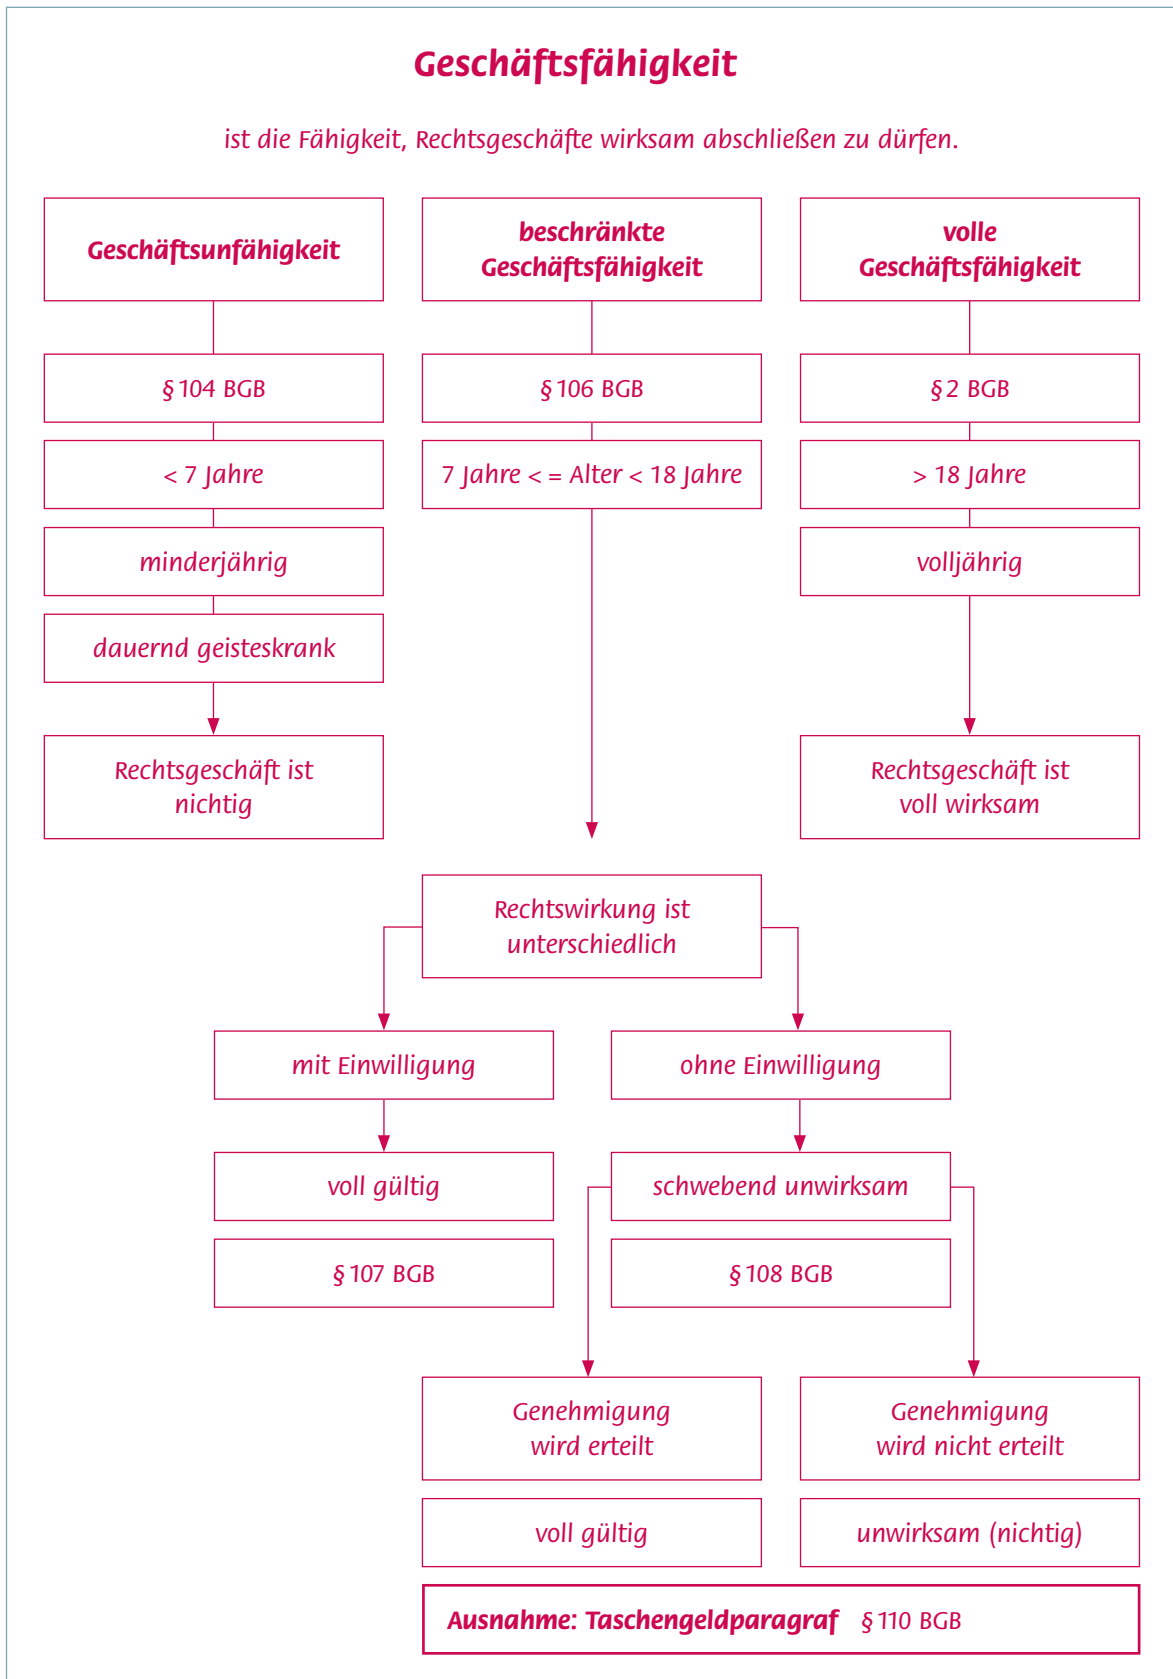 Geschäftsfähigkeit
ist die Fähigkeit, Rechtsgeschäfte wirksam abschließen zu dürfen.
Geschäftsunfähigkeit
beschränkte
Geschäftsfähigkeit
volle
Geschäftsfähigkeit
§ 104 BGB
§ 106 BGB
§ 2 BGB
< 7 Jahre
7 Jahre < = Alter < 18 Jahre
> 18 Jahre
minderjährig
volljährig
dauernd geisteskrank
Rechtsgeschäft ist
nichtig
Rechtsgeschäft ist
voll wirksam
Rechtswirkung ist
unterschiedlich
mit Einwilligung
ohne Einwilligung
voll gültig
schwebend unwirksam
§ 107 BGB
§ 108 BGB
Genehmigung
wird erteilt
Genehmigung
wird nicht erteilt
voll gültig
unwirksam (nichtig)
Ausnahme: Taschengeldparagraf § 110 BGB